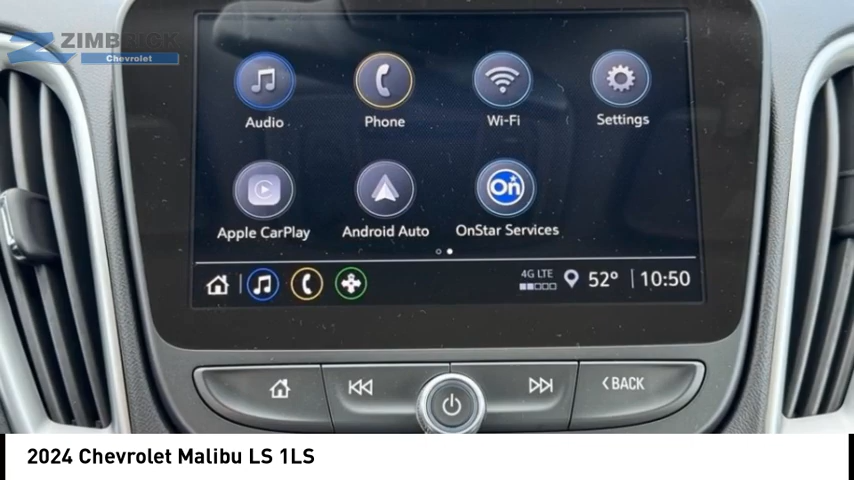 ZIMBRICK
Chevrolet
Audio Phone Wi-Fi Settings
On
Apple CarPlay Android Auto OnStar Services
4G LTE
52° 10:50
BACK
2024 Chevrolet Malibu LS 1LS